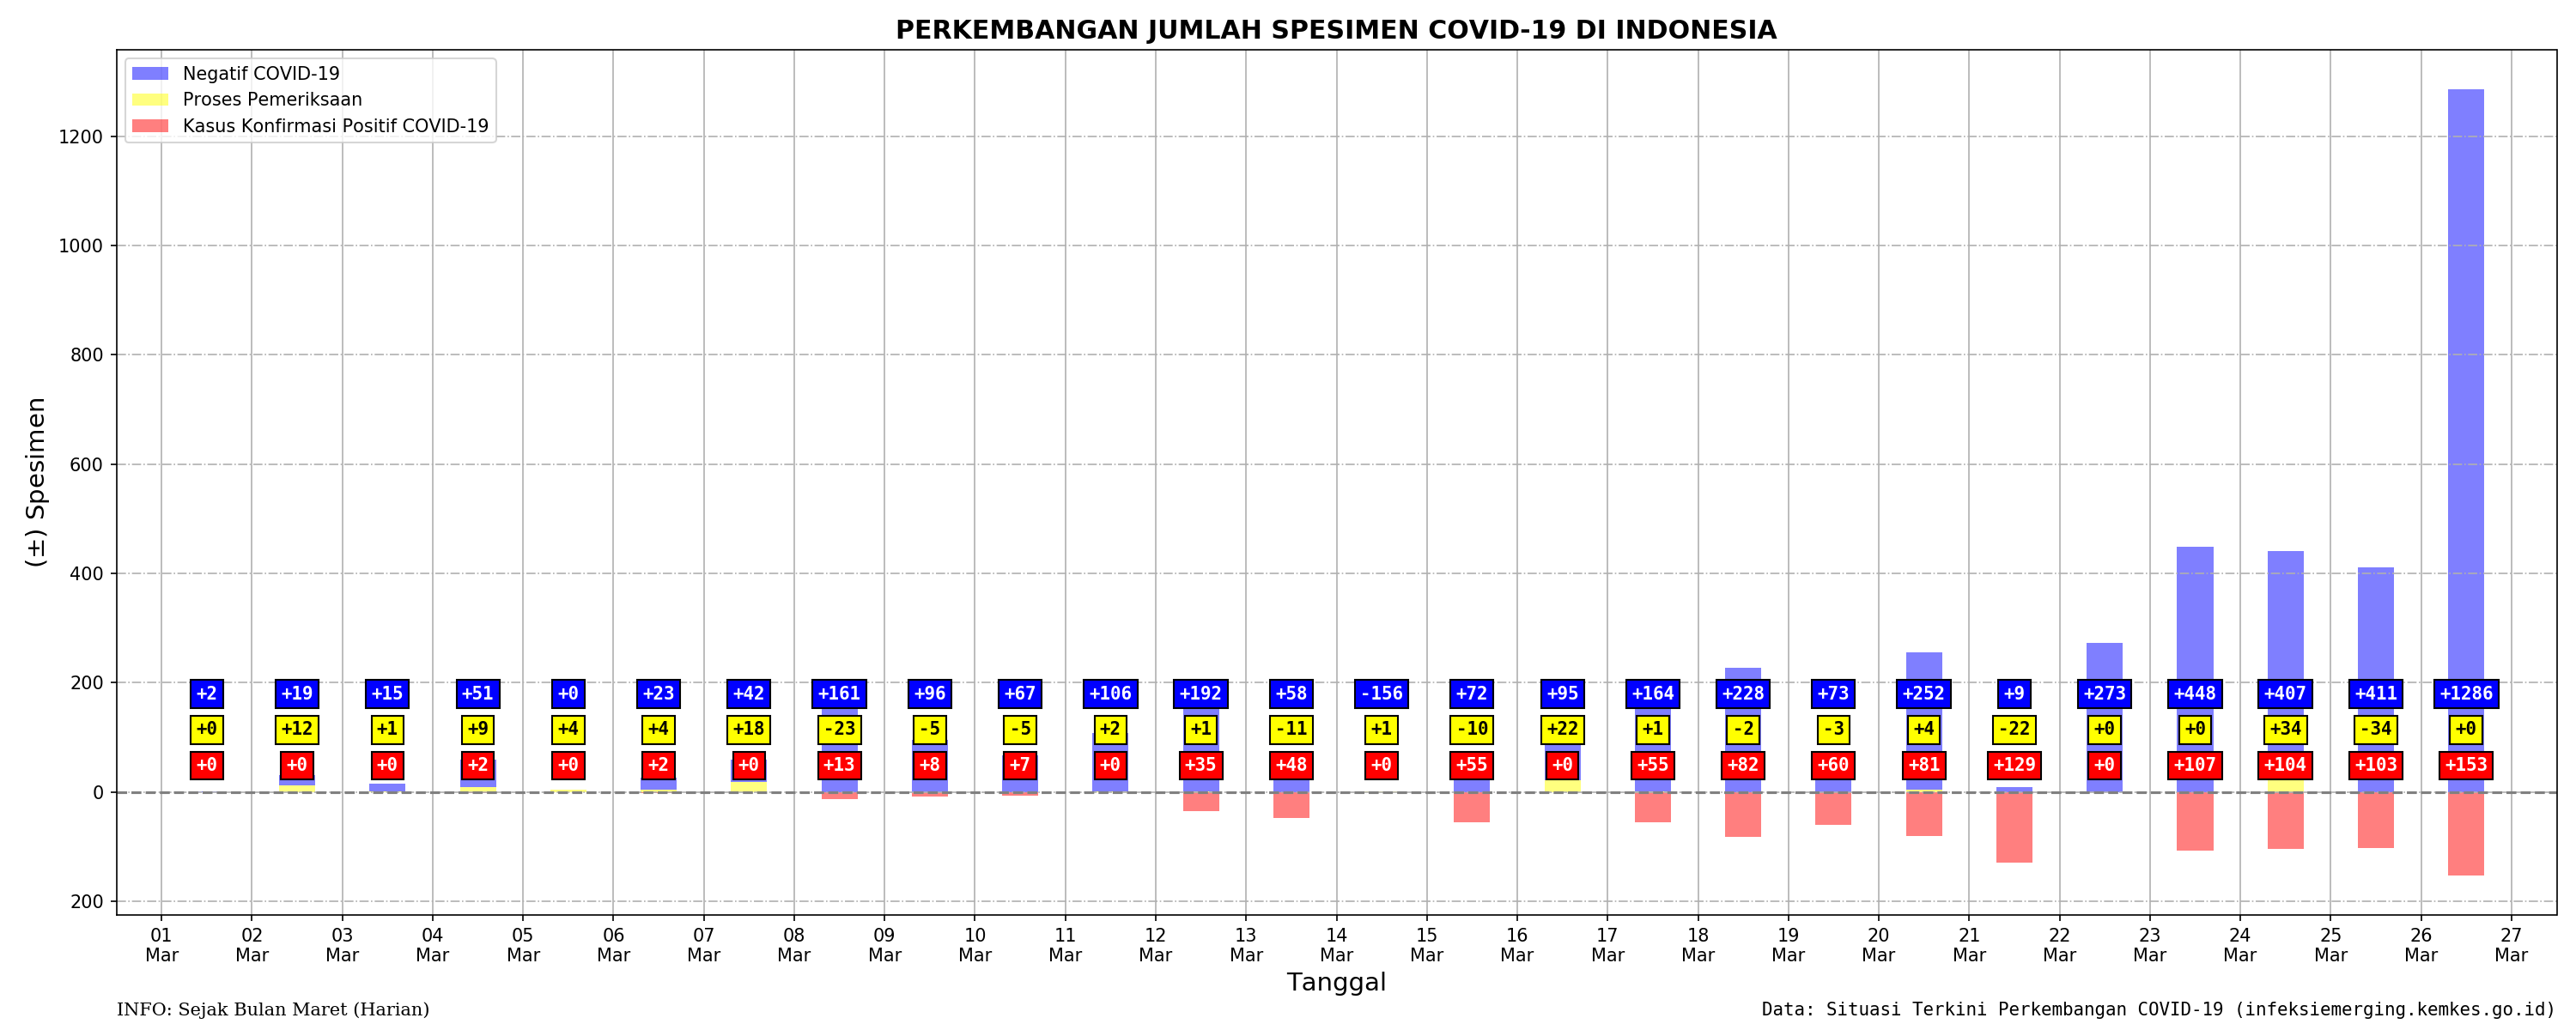 PERKEMBANGAN JUMLAH SPESIMEN COVID-19 DI INDONESIA
Negatif COVID-19
Proses Pemeriksaan
Kasus Konfirmasi Positif COVID-19
(±) Spesimen
1200
1000
800
600
400
200
0
200
+2 +19 +15 +51 +0 +23 +42 +161 +96 +67 +106 +192 +58 -156 +72 +95 +164 +228 +73 +252 +9 +273 +448 +407 +411 +1286
+0 +12 +1 +9 +4 +4 +18 -23 -5 -5 +2 +1 -11 +1 -10 +22 +1 -2 -3 +4 -22 +0 +0 +34 -34 +0
+0 +0 +0 +2 +0 +2 +0 +13 +8 +7 +0 +35 +48 +0 +55 +0 +55 +82 +60 +81 +129 +0 +107 +104 +103 +153
01 02 03 04 05 06 07 08 09 10 11 12 13 14 15 16 17 18 19 20 21 22 23 24 25 26 27
Mar Mar Mar Mar Mar Mar Mar Mar Mar Mar Mar Mar Mar Mar Mar Mar Mar Mar Mar Mar Mar Mar Mar Mar Mar Mar Mar
Tanggal
INFO: Sejak Bulan Maret (Harian)
Data: Situasi Terkini Perkembangan COVID-19 (infeksiemerging.kemkes.go.id)